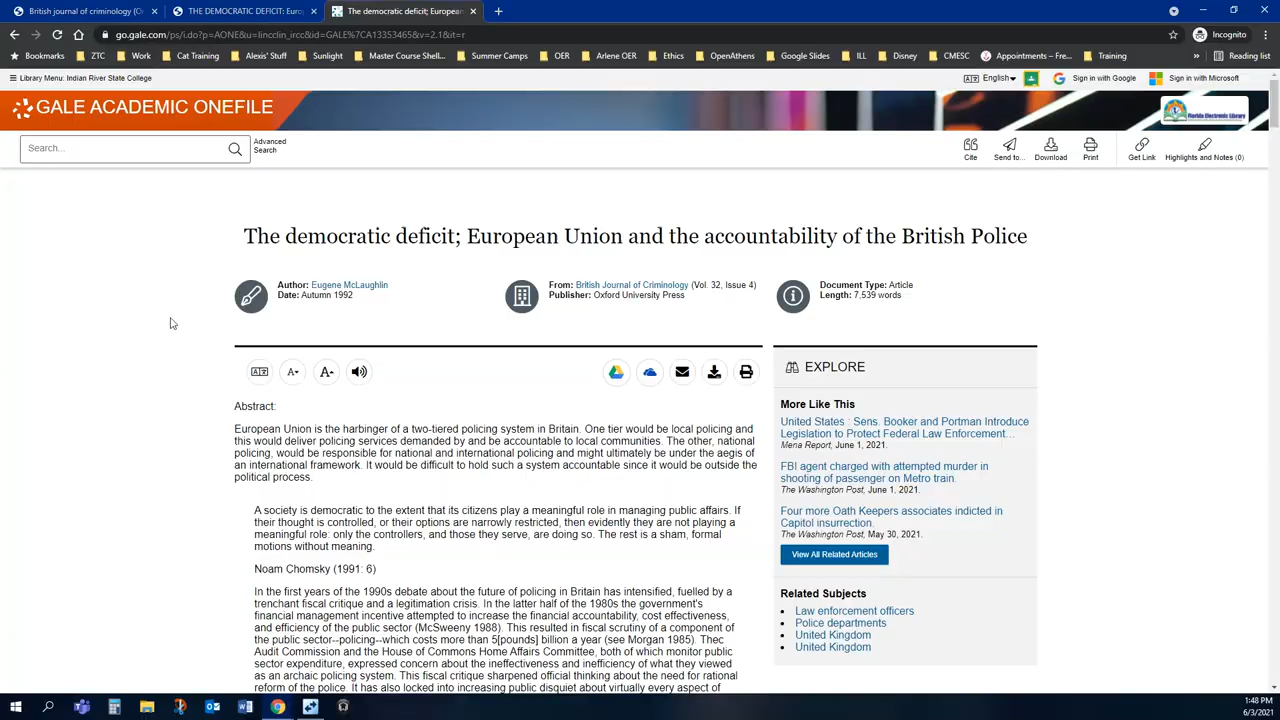 British journal of criminology (O
THE DEMOCRATIC DEFICIT: Euro
The democratic deficit; European
go.gale.com/ps/i.do?p=AONE&u=lincclin_ircc&id=GALE%7CA13353465&v=2.1&it=r
Incognito
Bookmarks ZTC Work Cat Training Alexis' Stuff Sunlight Master Course Shell... Summer Camps OER Arlene OER Ethics OpenAthens Google Slides ILL Disney CMESC Appointments – Fre... Training » Reading list
Library Menu: Indian River State College
English
Sign in with Google
Sign in with Microsoft
GALE ACADEMIC ONEFILE
Florida Electronic Library
Search...
Advanced
Search
Cite Send to... Download Print Get Link Highlights and Notes (0)
The democratic deficit; European Union and the accountability of the British Police
Author: Eugene McLaughlin
Date: Autumn 1992
From: British Journal of Criminology (Vol. 32, Issue 4)
Publisher: Oxford University Press
Document Type: Article
Length: 7,539 words
A A
Abstract:
European Union is the harbinger of a two-tiered policing system in Britain. One tier would be local policing and
this would deliver policing services demanded by and be accountable to local communities. The other, national
policing, would be responsible for national and international policing and might ultimately be under the aegis of
an international framework. It would be difficult to hold such a system accountable since it would be outside the
political process.
A society is democratic to the extent that its citizens play a meaningful role in managing public affairs. If
their thought is controlled, or their options are narrowly restricted, then evidently they are not playing a
meaningful role: only the controllers, and those they serve, are doing so. The rest is a sham, formal
motions without meaning.
Noam Chomsky (1991: 6)
In the first years of the 1990s debate about the future of policing in Britain has intensified, fuelled by a
trenchant fiscal critique and a legitimation crisis. In the latter half of the 1980s the government's
financial management incentive attempted to increase the financial accountability, cost effectiveness,
and efficiency of the public sector (McSweeny 1988). This resulted in fiscal scrutiny of a component of
the public sector--policing--which costs more than 5[pounds] billion a year (see Morgan 1985). Thec
Audit Commission and the House of Commons Home Affairs Committee, both of which monitor public
sector expenditure, expressed concern about the ineffectiveness and inefficiency of what they viewed
as an archaic policing system. This fiscal critique sharpened official thinking about the need for rational
reform of the police. It has also locked into increasing public disquiet about virtually every aspect of
EXPLORE
More Like This
United States : Sens. Booker and Portman Introduce
Legislation to Protect Federal Law Enforcement...
Mena Report, June 1, 2021.
FBI agent charged with attempted murder in
shooting of passenger on Metro train.
The Washington Post, June 1, 2021.
Four more Oath Keepers associates indicted in
Capitol insurrection.
The Washington Post, May 30, 2021.
View All Related Articles
Related Subjects
Law enforcement officers
Police departments
United Kingdom
United Kingdom
1:48 PM
6/3/2021